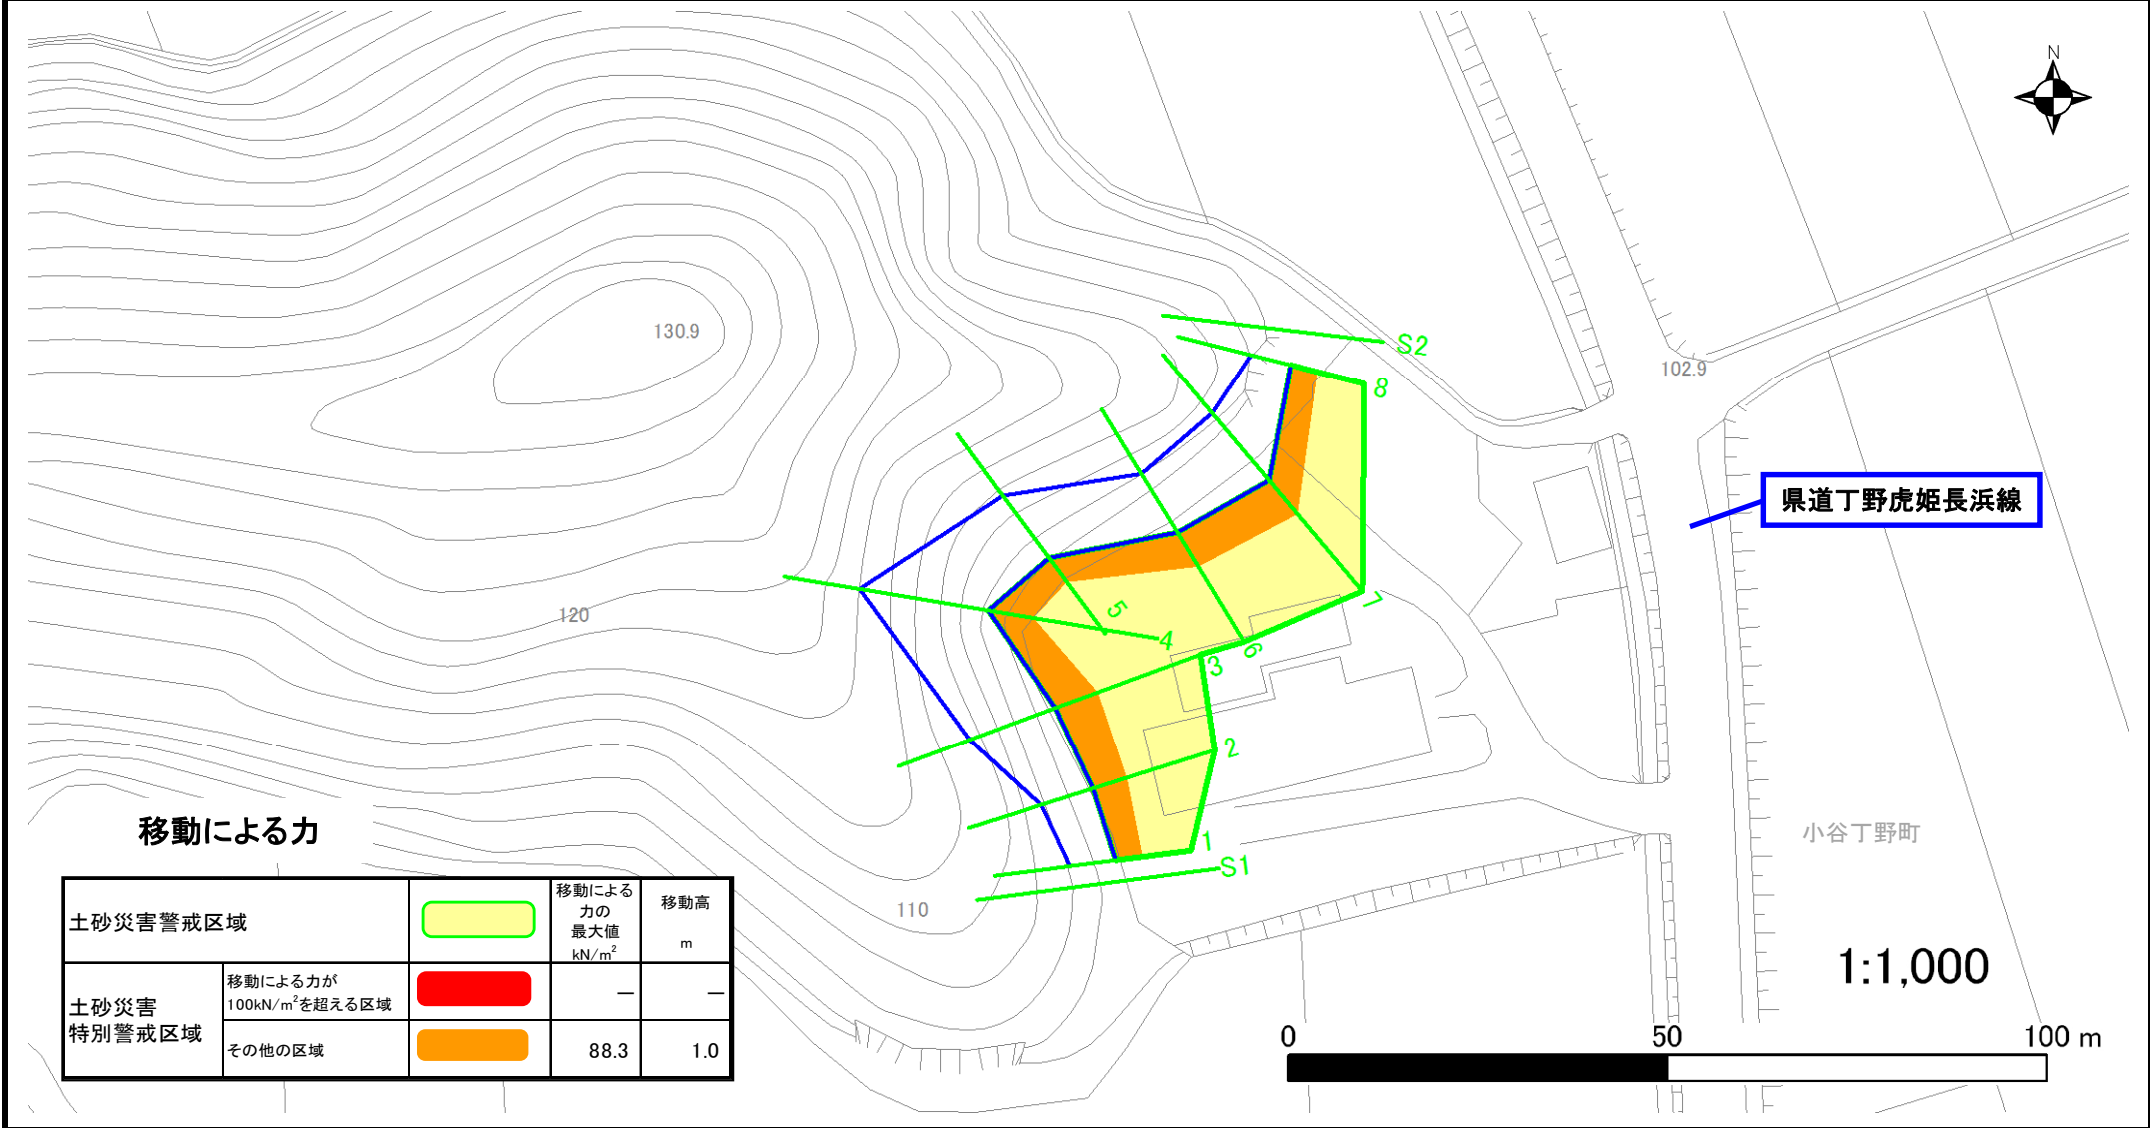 N
130.9
S2
102.9
8
県道丁野虎姫長浜線
5
7
120
4
6
3
2
1
S1
移動による力
小谷丁野町
110
土砂災害警戒区域
移動による
力の
最大値
kN/m²
移動高
m
土砂災害
特別警戒区域
移動による力が
100kN/m²を超える区域
－
－
その他の区域
88.3
1.0
1:1,000
0
50
100 m